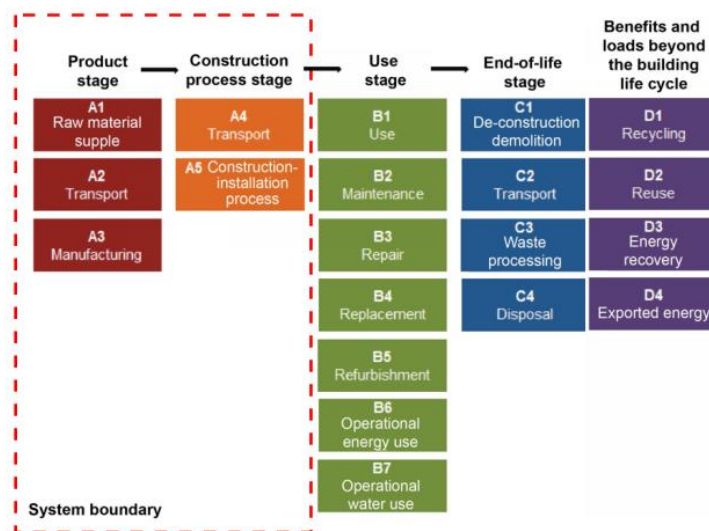 Product
stage
Construction
process stage
Use
stage
End-of-life
stage
Benefits and
loads beyond
the building
life cycle
A1
Raw material
supple
A2
Transport
A3
Manufacturing
A4
Transport
A5 Construction-
installation
process
B1
Use
B2
Maintenance
B3
Repair
B4
Replacement
B5
Refurbishment
B6
Operational
energy use
B7
Operational
water use
C1
De-construction
demolition
C2
Transport
C3
Waste
processing
C4
Disposal
D1
Recycling
D2
Reuse
D3
Energy
recovery
D4
Exported energy
System boundary